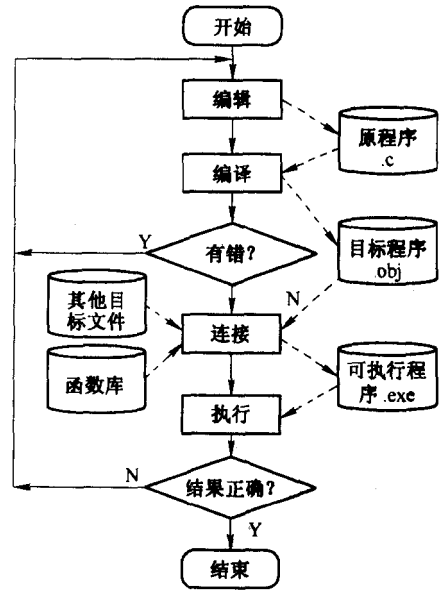 开始
编辑
原程序
.c
编译
Y
有错?
目标程序
.obj
其他目
标文件
N
连接
函数库
可执行程
序.exe
执行
N
结果正确?
Y
结束